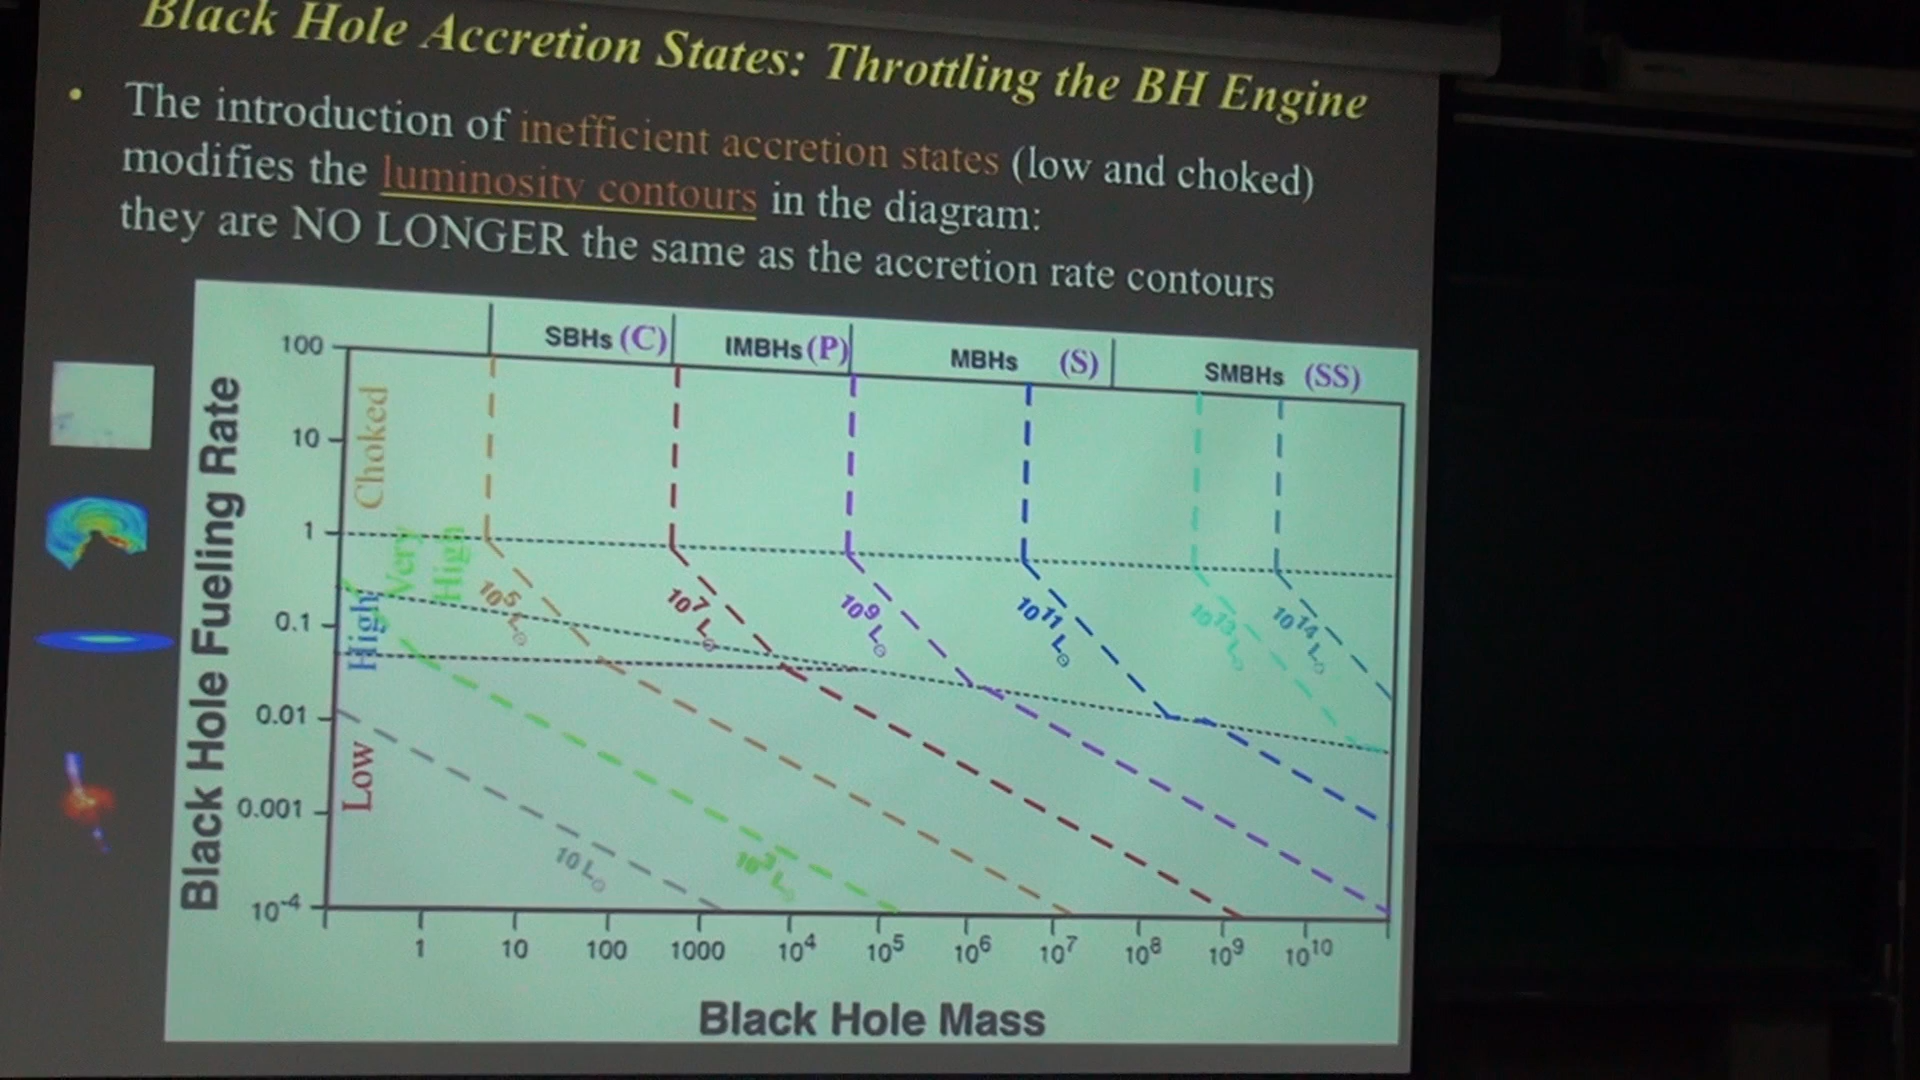 Black Hole Accretion States: Throttling the BH Engine
• The introduction of inefficient accretion states (low and choked)
modifies the luminosity contours in the diagram:
they are NO LONGER the same as the accretion rate contours
SBHs (C) IMBHs (P) MBHs (S) SMBHs (SS)
Black Hole Fueling Rate
100
10
1
0.1
0.01
0.001
10⁻⁴
Choked
Very
High
High
Low
10⁵ L⊙
10⁷ L⊙
10⁹ L⊙
10¹¹ L⊙
10¹³ L⊙
10¹⁴ L⊙
10 L⊙
10³ L⊙
1 10 100 1000 10⁴ 10⁵ 10⁶ 10⁷ 10⁸ 10⁹ 10¹⁰
Black Hole Mass